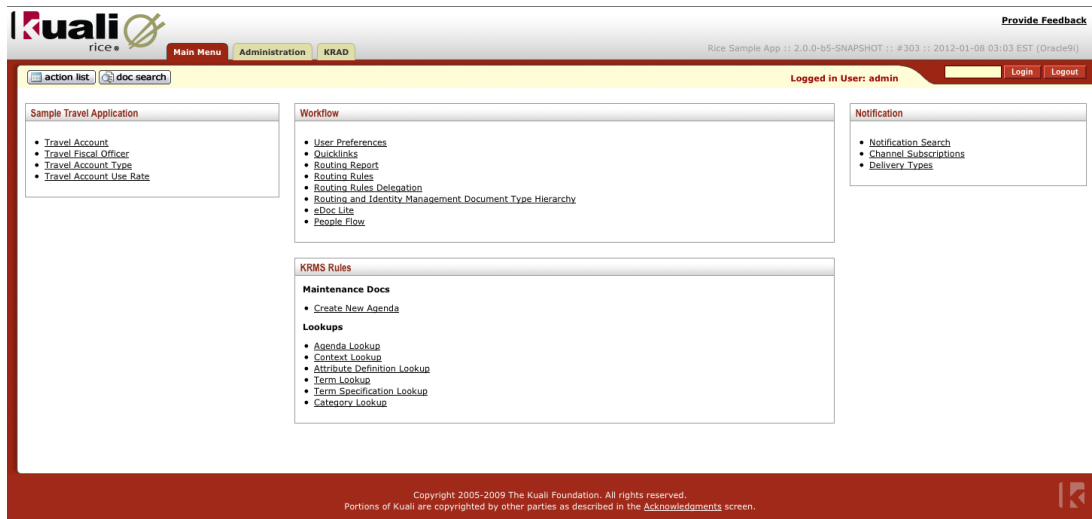 Kuali
rice
Provide Feedback
Main Menu
Administration
KRAD
Rice Sample App :: 2.0.0-b5-SNAPSHOT :: #303 :: 2012-01-08 03:03 EST (Oracle9i)
action list
doc search
Logged in User: admin
Login
Logout
Sample Travel Application
Travel Account
Travel Fiscal Officer
Travel Account Type
Travel Account Use Rate
Workflow
User Preferences
Quicklinks
Routing Report
Routing Rules
Routing Rules Delegation
Routing and Identity Management Document Type Hierarchy
eDoc Lite
People Flow
Notification
Notification Search
Channel Subscriptions
Delivery Types
KRMS Rules
Maintenance Docs
Create New Agenda
Lookups
Agenda Lookup
Context Lookup
Attribute Definition Lookup
Term Lookup
Term Specification Lookup
Category Lookup
Copyright 2005-2009 The Kuali Foundation. All rights reserved.
Portions of Kuali are copyrighted by other parties as described in the Acknowledgments screen.